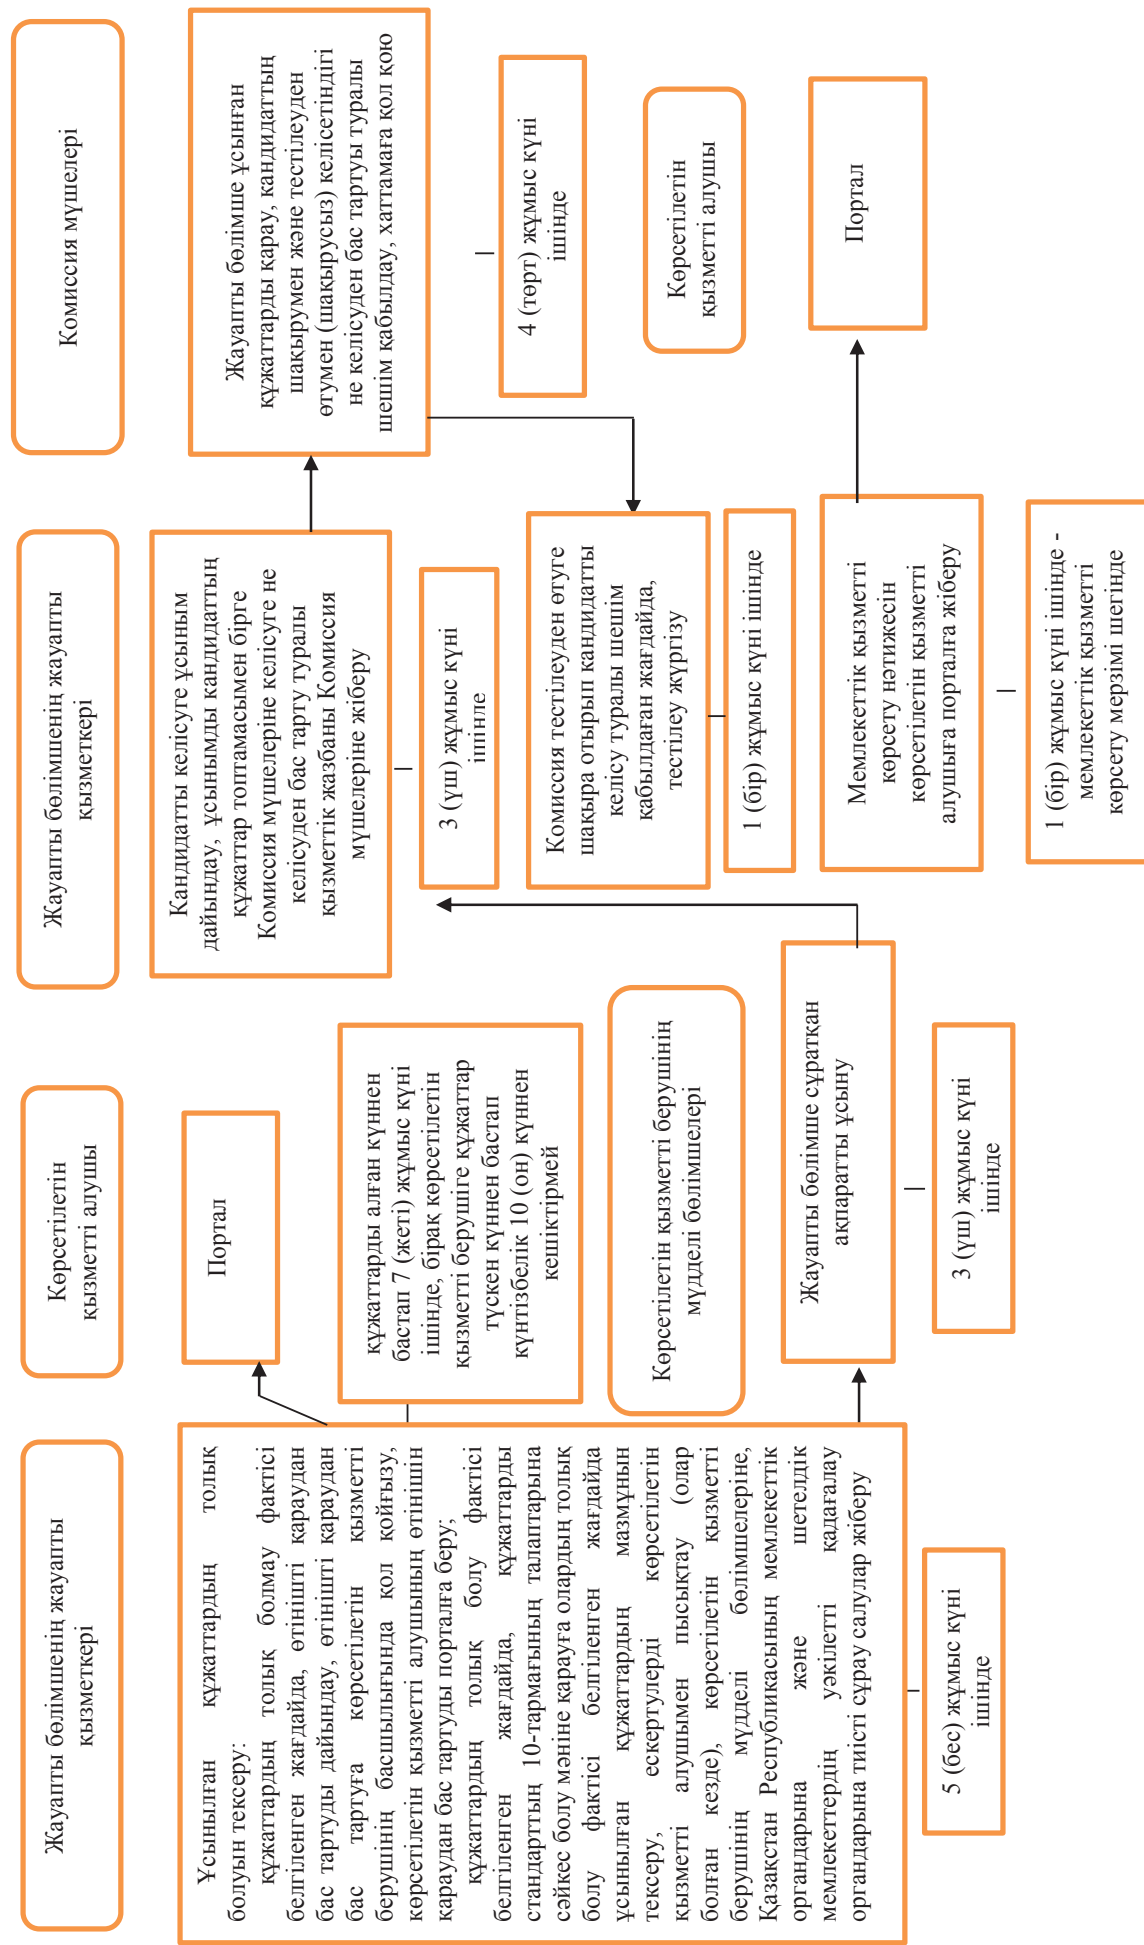 Жауапты бөлімшенің жауапты
қызметкері
Көрсетілетін
қызметті алушы
Жауапты бөлімшенің жауапты
қызметкері
Комиссия мүшелері
Ұсынылған құжаттардың толық
болуын тексеру:
құжаттардың толық болмау фактісі
белгіленген жағдайда, өтінішті қараудан
бас тартуды дайындау, өтінішті қараудан
бас тартуға көрсетілетін қызметті
берушінің басшылығында қол қойғызу,
көрсетілетін қызметті алушының өтінішін
қараудан бас тартуды порталға беру;
құжаттардың толық болу фактісі
белгіленген жағдайда, құжаттарды
стандарттың 10-тармағының талаптарына
сәйкес болу мәніне қарауға олардың толық
болу фактісі белгіленген жағдайда
ұсынылған құжаттардың мазмұнын
тексеру, ескертулерді көрсетілетін
қызметті алушымен пысықтау (олар
болған кезде), көрсетілетін қызметті
берушінің мүдделі бөлімшелеріне,
Қазақстан Республикасының мемлекеттік
органдарына және шетелдік
мемлекеттердің уәкілетті қадағалау
органдарына тиісті сұрау салулар жіберу
5 (бес) жұмыс күні
ішінде
Портал
құжаттарды алған күннен
бастап 7 (жеті) жұмыс күні
ішінде, бірақ көрсетілетін
қызметті берушіге құжаттар
түскен күннен бастап
күнтізбелік 10 (он) күннен
кешіктірмей
Көрсетілетін қызметті берушінің
мүдделі бөлімшелері
Жауапты бөлімше сұратқан
ақпаратты ұсыну
3 (үш) жұмыс күні
ішінде
Кандидатты келісуге ұсыным
дайындау, ұсынымды кандидаттың
құжаттар топтамасымен бірге
Комиссия мүшелеріне келісуге не
келісуден бас тарту туралы
қызметтік жазбаны Комиссия
мүшелеріне жіберу
3 (үш) жұмыс күні
ішінде
Комиссия тестілеуден өтуге
шақыра отырып кандидатты
келісу туралы шешім
қабылдаған жағдайда,
тестілеу жүргізу
1 (бір) жұмыс күні ішінде
Мемлекеттік қызметті
көрсету нәтижесін
көрсетілетін қызметті
алушыға порталға жіберу
1 (бір) жұмыс күні ішінде -
мемлекеттік қызметті
көрсету мерзімі шегінде
Жауапты бөлімше ұсынған
құжаттарды қарау, кандидаттың
шақырумен және тестілеуден
өтумен (шақырусыз) келісетіндігі
не келісуден бас тартуы туралы
шешім қабылдау, хаттамаға қол қою
4 (төрт) жұмыс күні
ішінде
Көрсетілетін
қызметті алушы
Портал